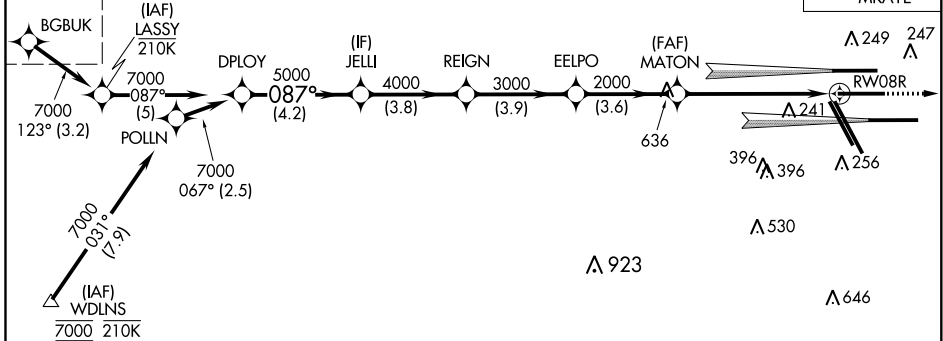 MRATE
BGBUK
7000
123° (3.2)
(IAF)
LASSY
210K
7000
087°
(5)
POLLN
7000
067° (2.5)
7000
031°
(7.9)
(IAF)
WDLNS
7000 210K
DPLOY
5000
087°
(4.2)
(IF)
JELLI
4000
(3.8)
REIGN
3000
(3.9)
EELPO
2000
(3.6)
(FAF)
MATON
636
249
247
RW08R
241
396
396
256
530
923
646